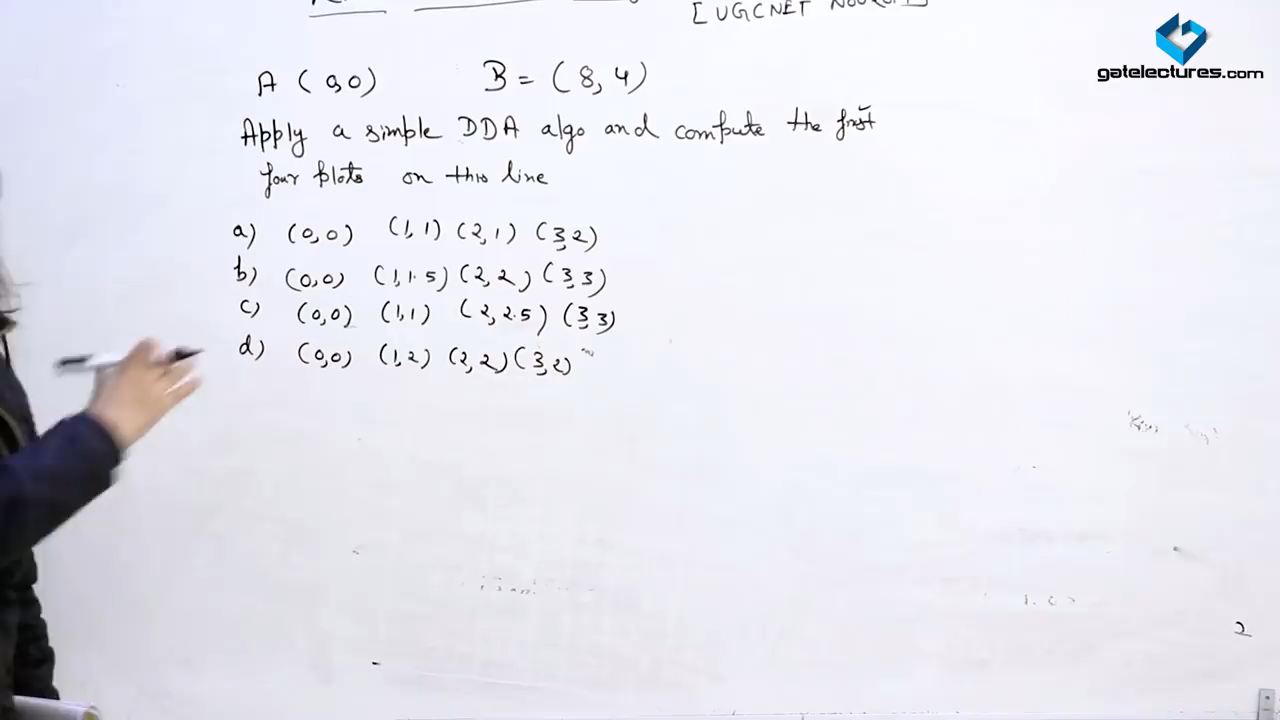 [ UGCNET
gatelectures.com
A (0,0) B = (8, 4)
Apply a simple DDA algo and compute the first
four plots on this line
a) (0,0) (1, 1) (2, 1) (3,2)
b) (0,0) (1, 1.5) (2, 2) (3, 3)
c) (0,0) (1,1) (2, 2.5) (3, 3)
d) (0,0) (1,2) (2, 2) (3, 2)
2